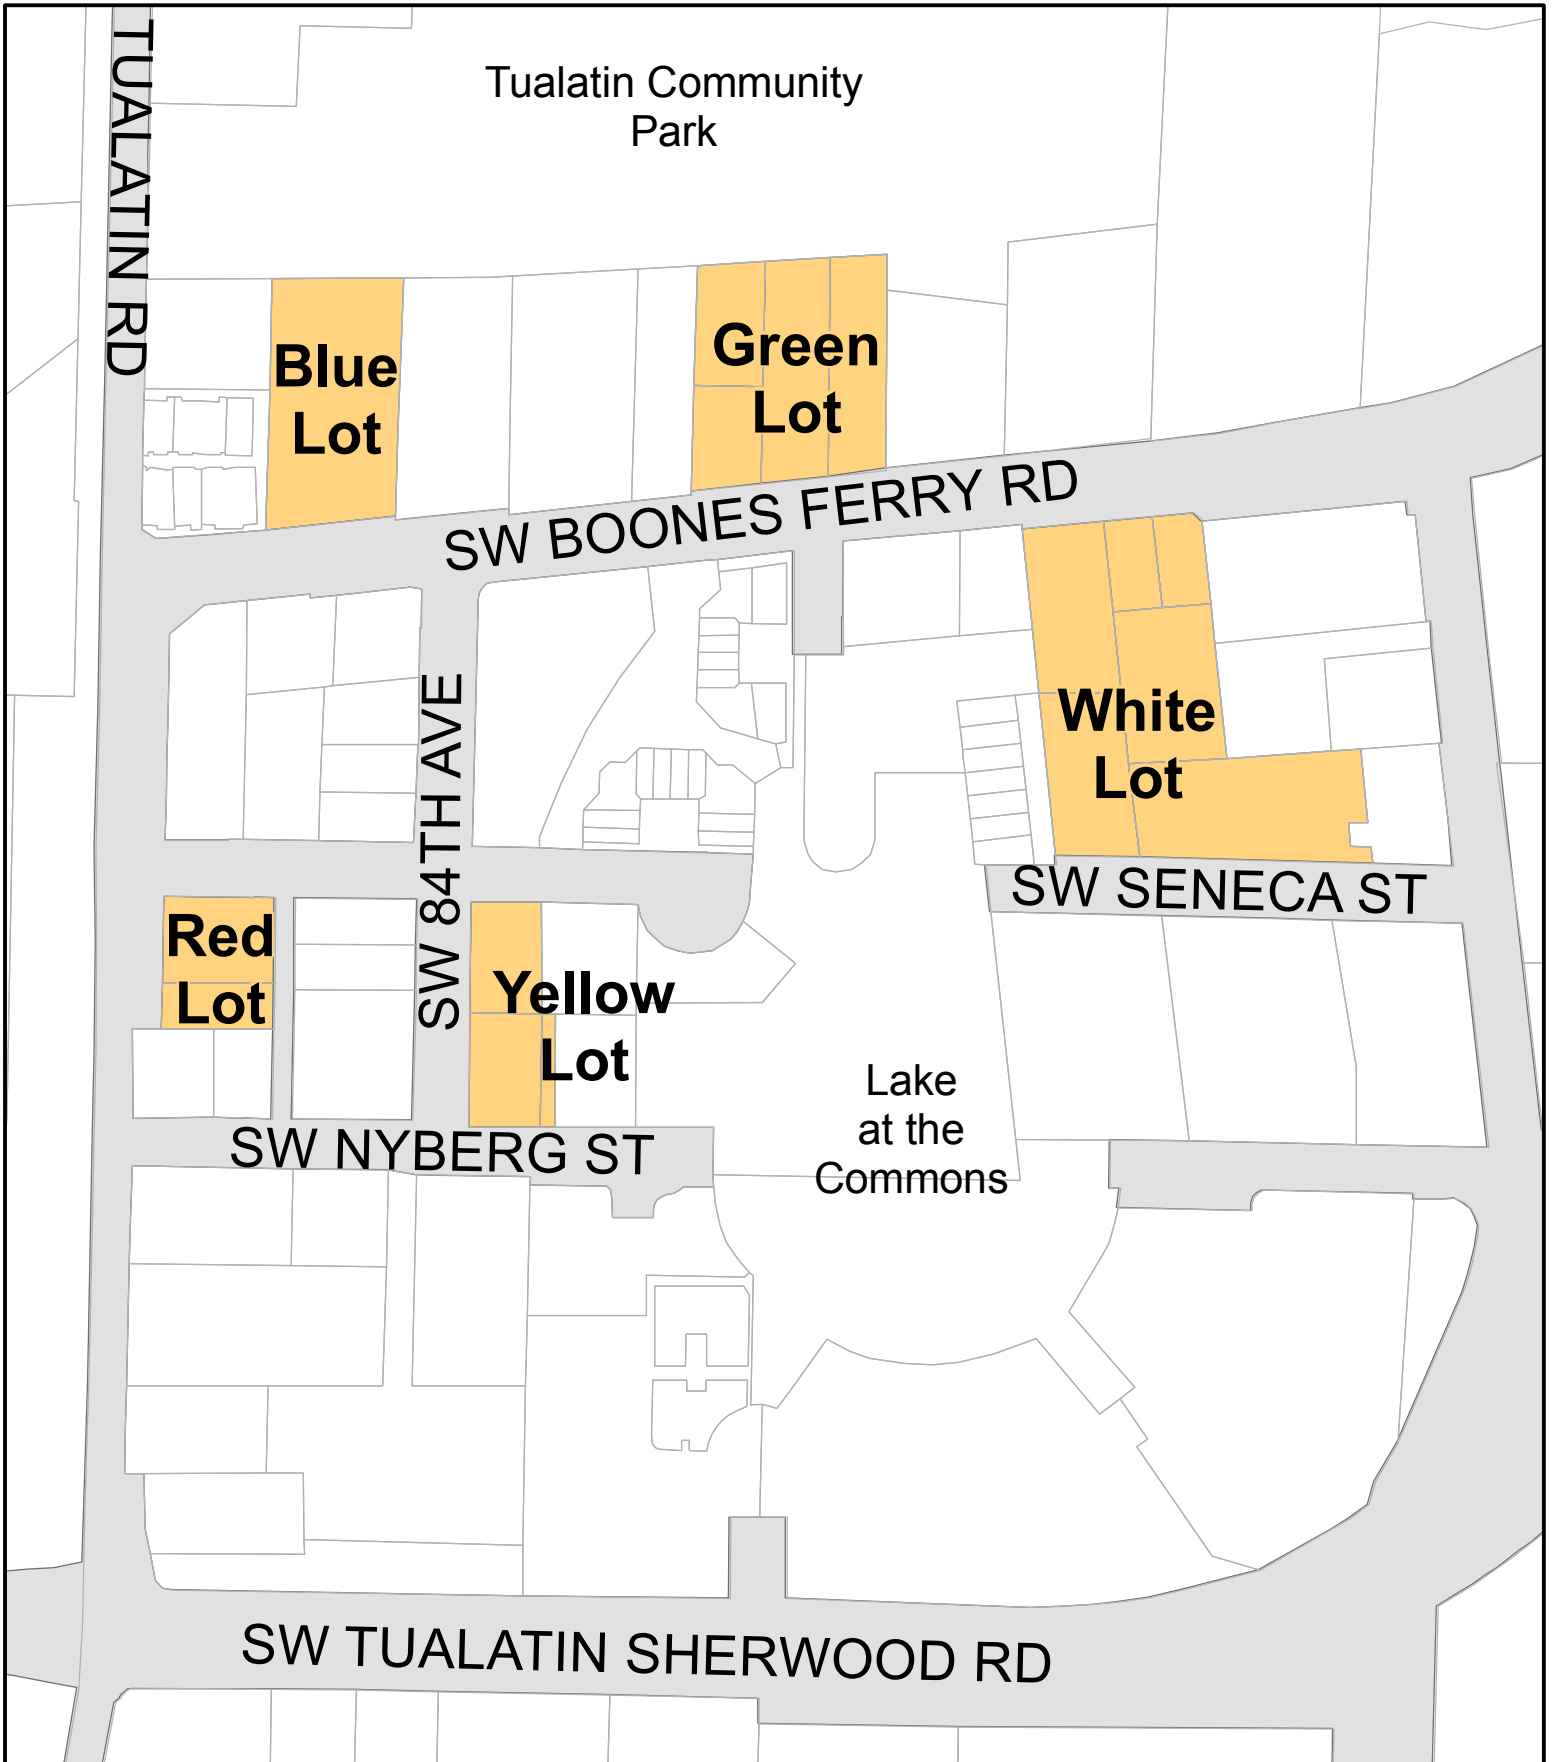 Tualatin Community
Park
TUALATIN RD
Blue
Lot
Green
Lot
SW BOONES FERRY RD
White
Lot
SW 84TH AVE
SW SENECA ST
Red
Lot
Yellow
Lot
Lake
at the
Commons
SW NYBERG ST
SW TUALATIN SHERWOOD RD